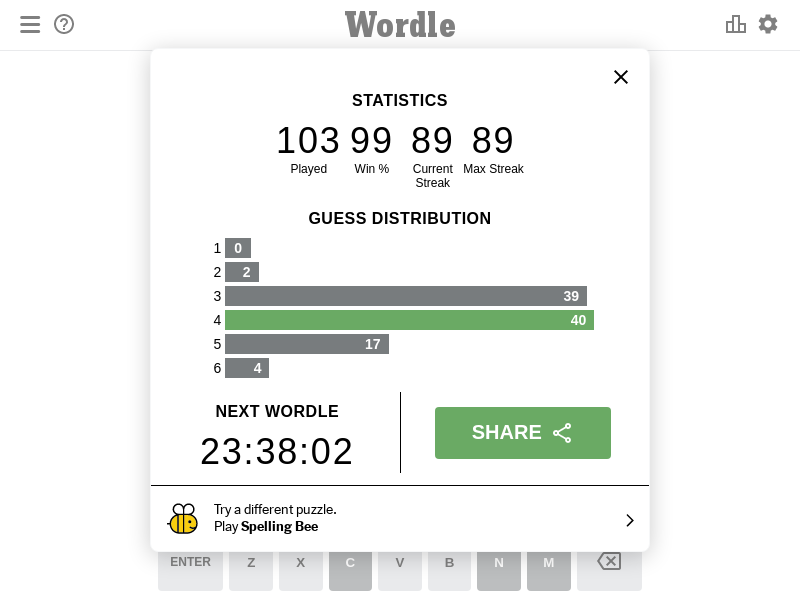 Wordle
STATISTICS
103 99 89 89
Played Win % Current Streak Max Streak
GUESS DISTRIBUTION
1 0
2 2
3 39
4 40
5 17
6 4
NEXT WORDLE
23:38:02
SHARE
Try a different puzzle.
Play Spelling Bee
ENTER Z X C V B N M